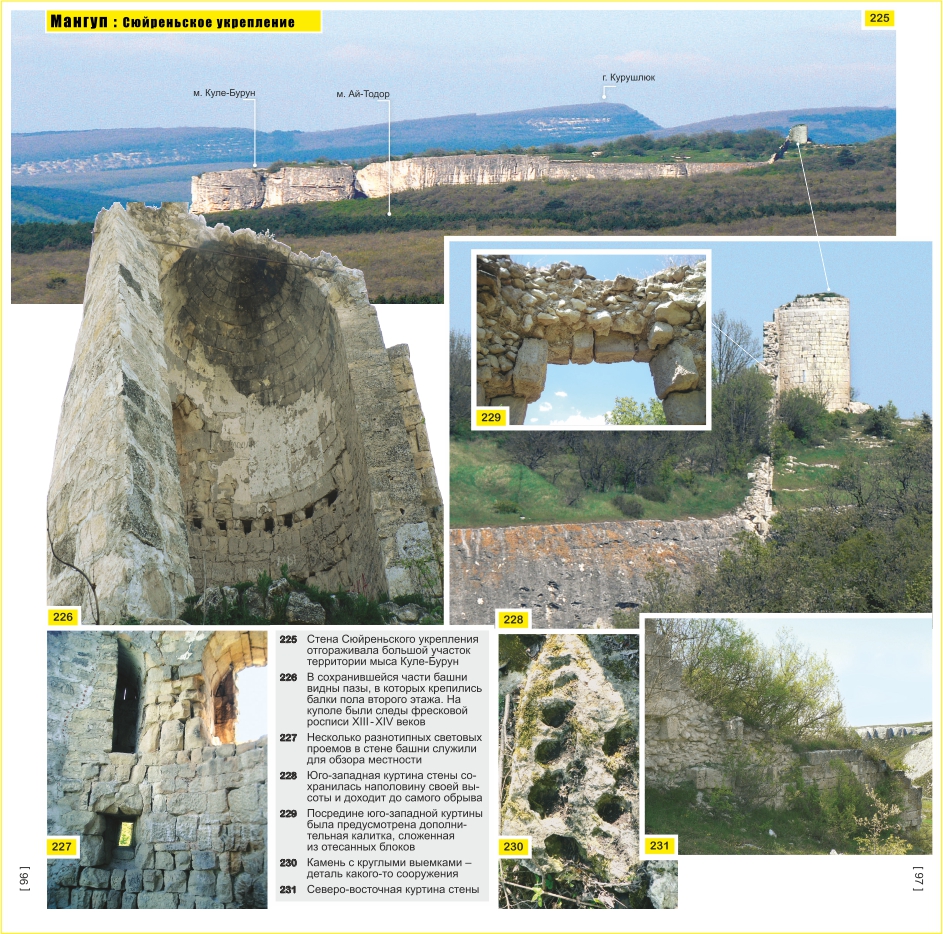 Мангуп : Сюйреньское укрепление
225
м. Куле-Бурун
м. Ай-Тодор
г. Курушлюк
229
226
228
225 Стена Сюйреньского укрепления
отгораживала большой участок
территории мыса Куле-Бурун
226 В сохранившейся части башни
видны пазы, в которых крепились
балки пола второго этажа. На
куполе были следы фресковой
росписи XIII - XIV веков
227 Несколько разнотипных световых
проемов в стене башни служили
для обзора местности
228 Юго-западная куртина стены со-
хранилась наполовину своей вы-
соты и доходит до самого обрыва
229 Посредине юго-западной куртины
была предусмотрена дополни-
тельная калитка, сложенная
из отесанных блоков
230 Камень с круглыми выемками –
деталь какого-то сооружения
231 Северо-восточная куртина стены
227
230
231
[ 96 ]
[ 97 ]